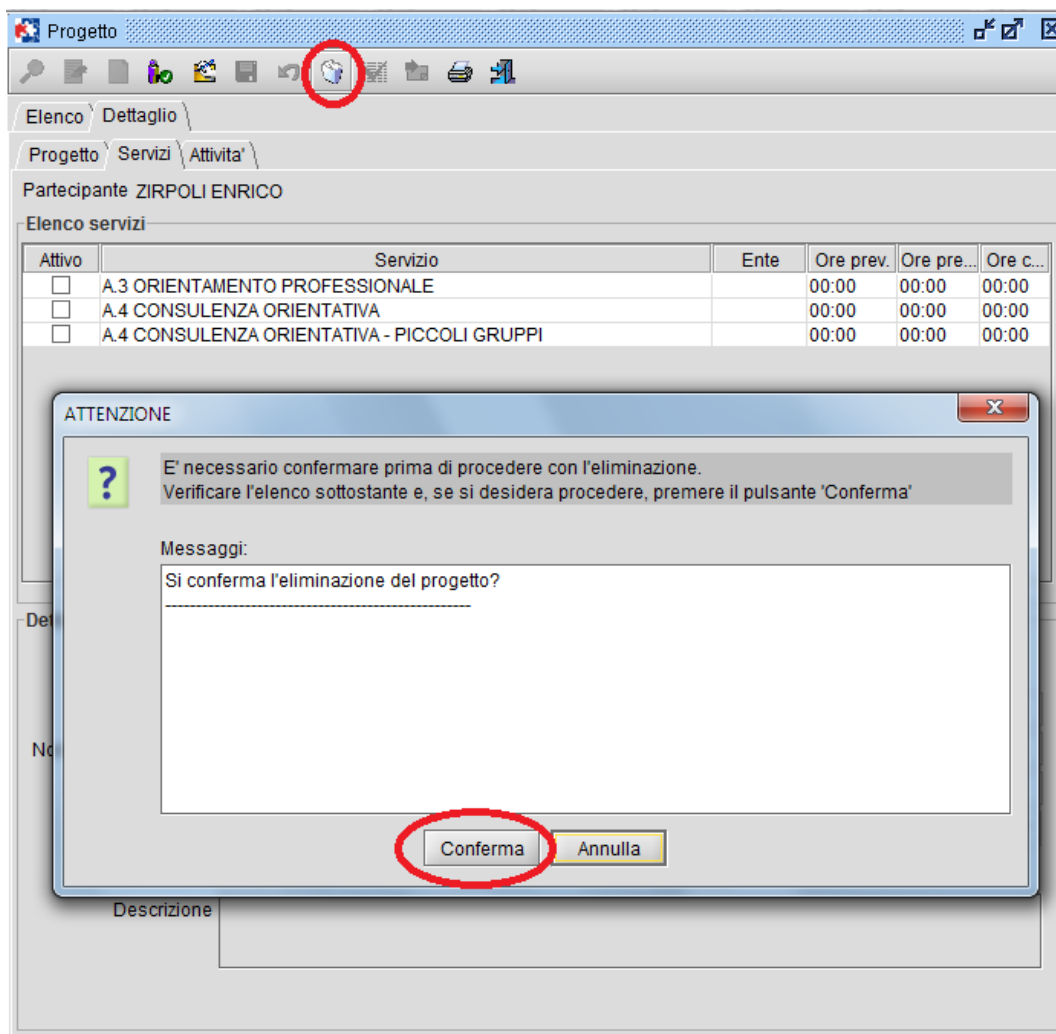 Progetto
Elenco Dettaglio
Progetto Servizi Attivita'
Partecipante ZIRPOLI ENRICO
Elenco servizi
Attivo Servizio Ente Ore prev. Ore pre... Ore c...
A.3 ORIENTAMENTO PROFESSIONALE 00:00 00:00 00:00
A.4 CONSULENZA ORIENTATIVA 00:00 00:00 00:00
A.4 CONSULENZA ORIENTATIVA - PICCOLI GRUPPI 00:00 00:00 00:00
ATTENZIONE
E' necessario confermare prima di procedere con l'eliminazione.
Verificare l'elenco sottostante e, se si desidera procedere, premere il pulsante 'Conferma'
Messaggi:
Si conferma l'eliminazione del progetto?
---------------------------------------------------
Det
No
Conferma Annulla
Descrizione